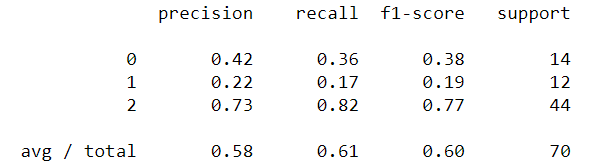 precision recall f1-score support
0 0.42 0.36 0.38 14
1 0.22 0.17 0.19 12
2 0.73 0.82 0.77 44
avg / total 0.58 0.61 0.60 70